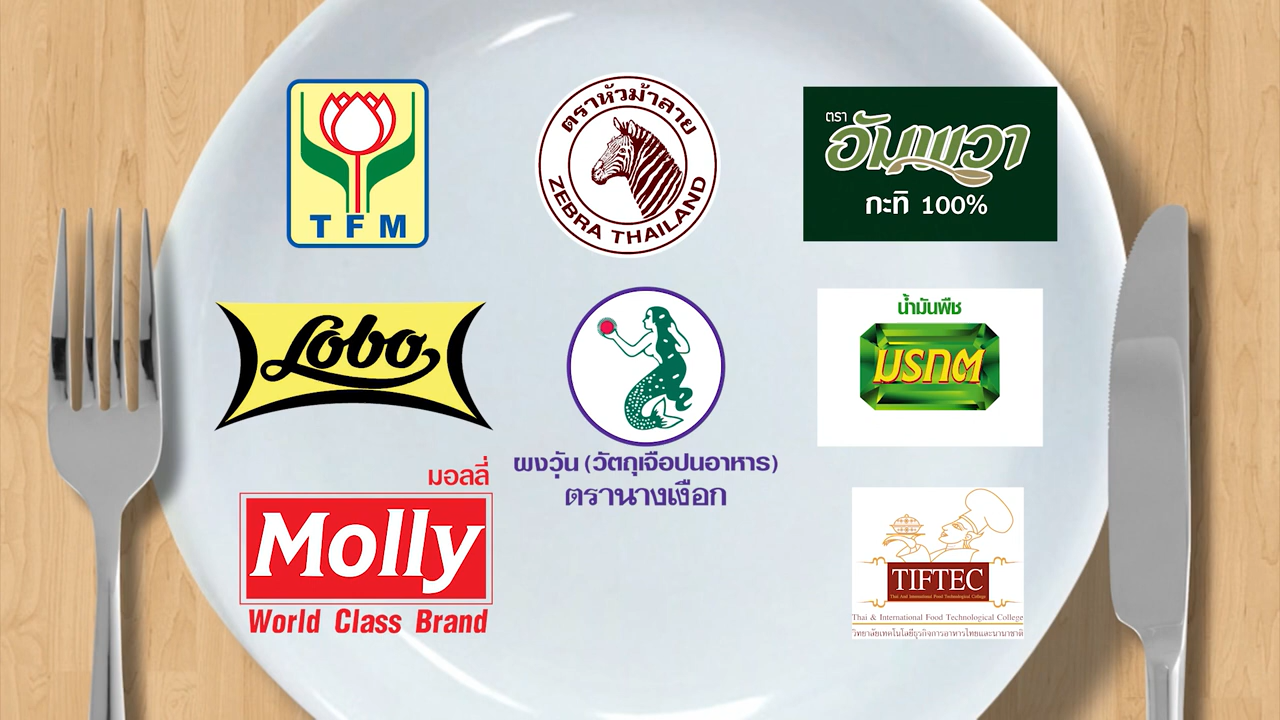 TFM
ตราหัวม้าลาย
ZEBRA THAILAND
ตรา
อัมพวา
กะทิ 100%
Lobo
ผงวุ้น (วัตถุเจือปนอาหาร)
ตรานางเงือก
น้ำมันพืช
มรกต
มอลลี่
Molly
World Class Brand
TIFTEC
Thai And International Food Technological College
Thai & International Food Technological College
วิทยาลัยเทคโนโลยีธุรกิจการอาหารไทยและนานาชาติ